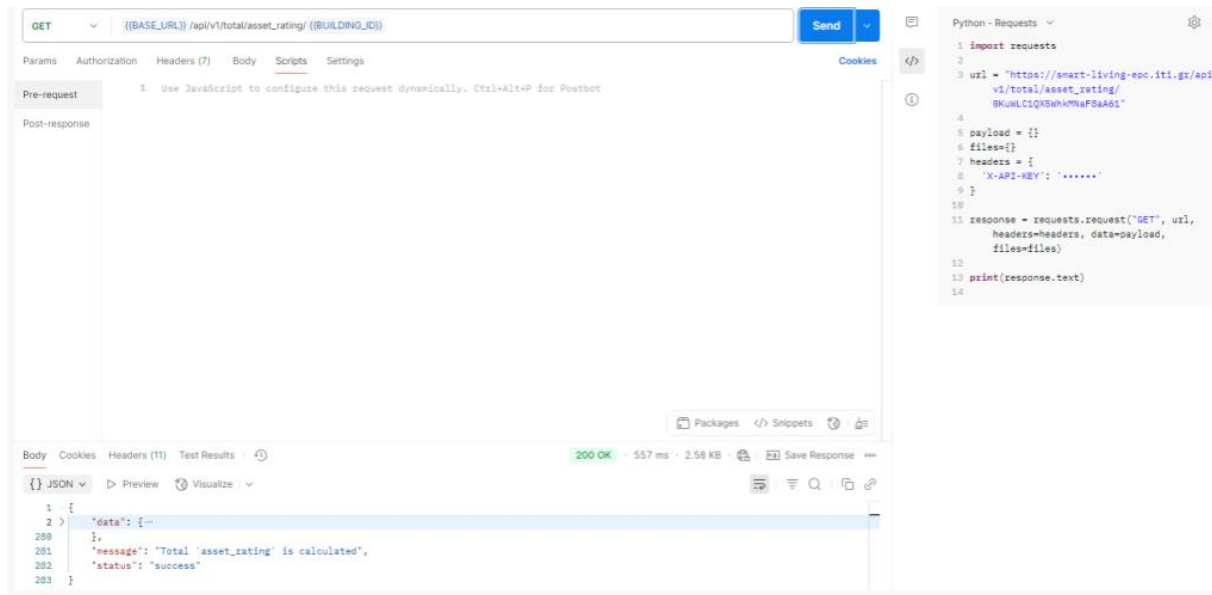 GET {{BASE_URL}} /api/v1/total/asset_rating/ {{BUILDING_ID}} Send
Params Authorization Headers (7) Body Scripts Settings Cookies
Pre-request
Post-response
1 Use JavaScript to configure this request dynamically. Ctrl+Alt+P for Postbot
Packages </> Snippets
Body Cookies Headers (11) Test Results 200 OK 557 ms 2.58 KB Save Response
{} JSON Preview Visualize
1 {
2 "data": {
280 },
281 "message": "Total 'asset_rating' is calculated",
282 "status": "success"
283 }
Python - Requests
1 import requests
2
3 url = "https://smart-living-epc.iti.gr/api
v1/total/asset_rating/
4
5 payload = {}
6 files={}
7 headers = {
8 'X-API-KEY': '••••••'
9 }
10
11 response = requests.request("GET", url,
headers=headers, data=payload,
files=files)
12
13 print(response.text)
14